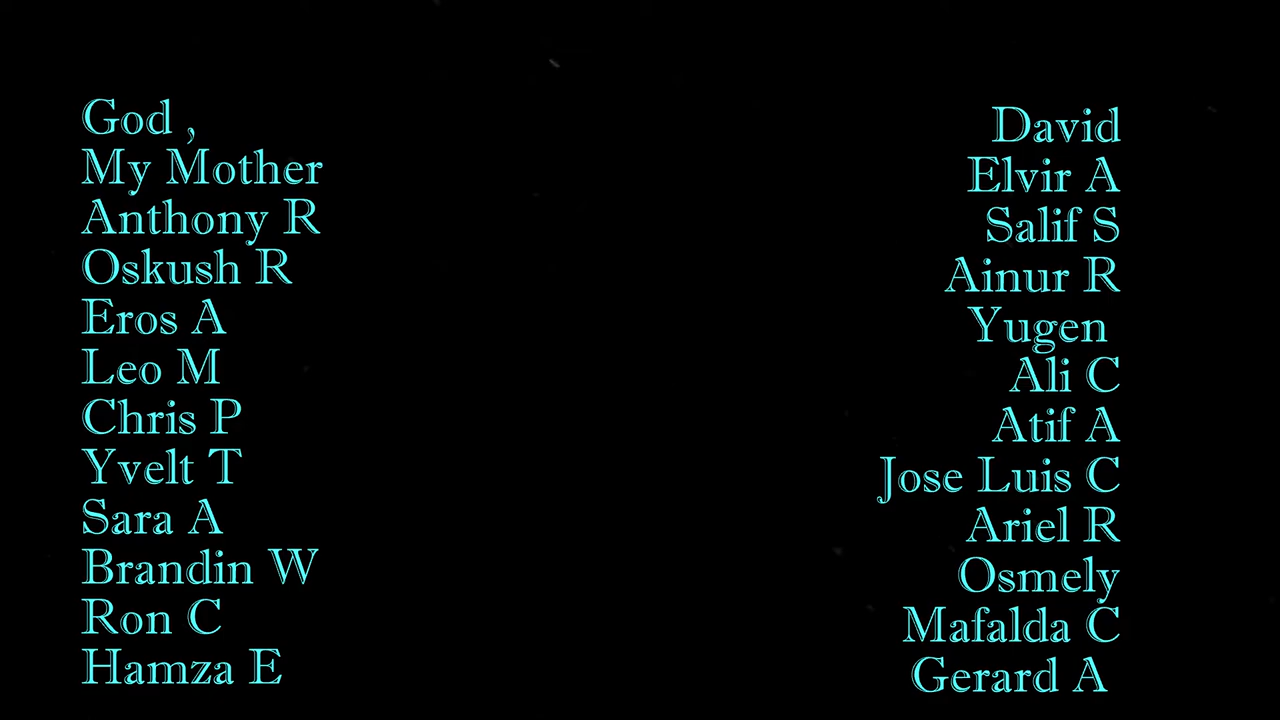 God ,
My Mother
Anthony R
Oskush R
Eros A
Leo M
Chris P
Yvelt T
Sara A
Brandin W
Ron C
Hamza E
David
Elvir A
Salif S
Ainur R
Yugen
Ali C
Atif A
Jose Luis C
Ariel R
Osmely
Mafalda C
Gerard A